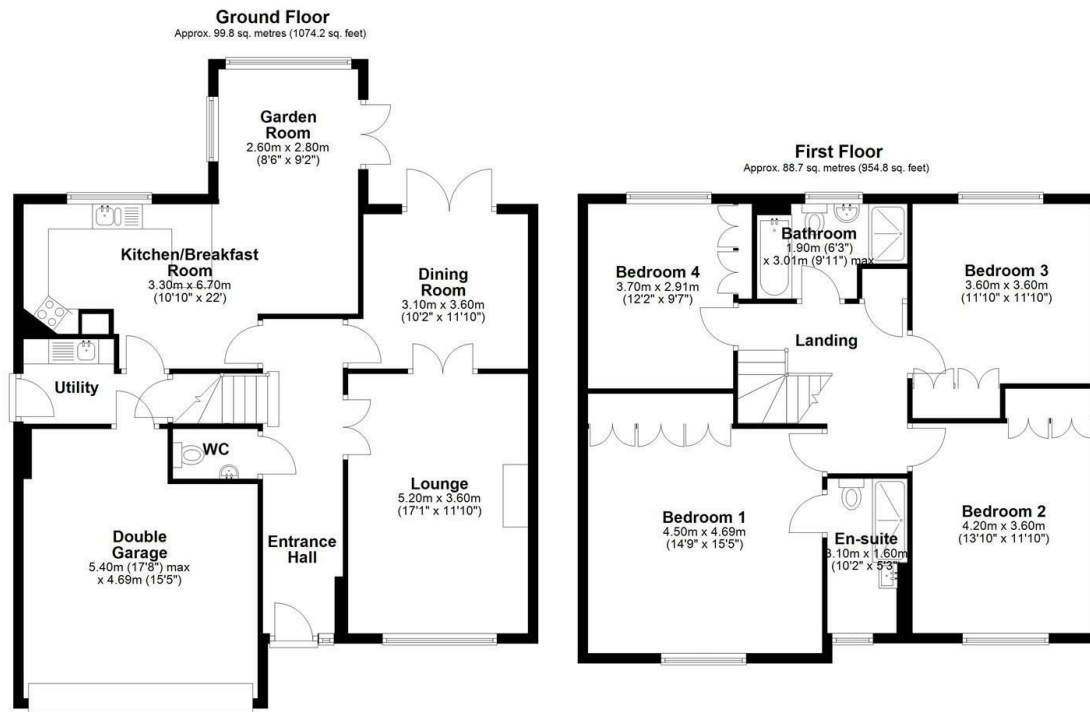 Ground Floor
Approx. 99.8 sq. metres (1074.2 sq. feet)
Garden
Room
2.60m x 2.80m
(8'6" x 9'2")
Kitchen/Breakfast
Room
3.30m x 6.70m
(10'10" x 22')
Dining
Room
3.10m x 3.60m
(10'2" x 11'10")
Utility
WC
Lounge
5.20m x 3.60m
(17'1" x 11'10")
Double
Garage
5.40m (17'8") max
x 4.69m (15'5")
Entrance
Hall
First Floor
Approx. 88.7 sq. metres (954.8 sq. feet)
Bathroom
1.90m (6'3")
x 3.01m (9'11") max
Bedroom 4
3.70m x 2.91m
(12'2" x 9'7")
Bedroom 3
3.60m x 3.60m
(11'10" x 11'10")
Landing
Bedroom 1
4.50m x 4.69m
(14'9" x 15'5")
En-suite
3.10m x 1.60m
(10'2" x 5'3")
Bedroom 2
4.20m x 3.60m
(13'10" x 11'10")